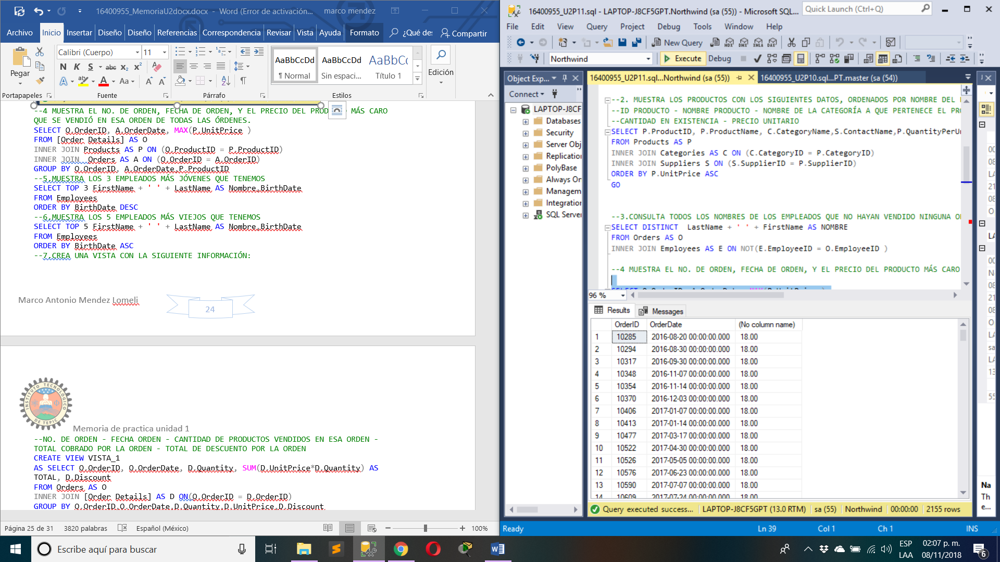 16400955_MemoriaU2docx.docx - Word (Error de activación... marco mendez
Archivo Inicio Insertar Diseño Diseño Referencias Correspondencia Revisar Vista Ayuda Formato ¿Qué de: Compartir
Pegar
Calibri (Cuerpo) 11
N K S abc x₂ x²
A ab A Aa A A
AaBbCcDd AaBbCcDd AaBbCc
¶ Normal Sin espaci... Título 1
Edición
Portapapeles Fuente Párrafo Estilos
--4 MUESTRA EL NO. DE ORDEN, FECHA DE ORDEN, Y EL PRECIO DEL PROD O MÁS CARO
QUE SE VENDIÓ EN ESA ORDEN DE TODAS LAS ÓRDENES.
SELECT O.OrderID, A.OrderDate, MAX(P.UnitPrice )
FROM [Order Details] AS O
INNER JOIN Products AS P ON (O.ProductID = P.ProductID)
INNER JOIN  Orders AS A ON (O.OrderID = A.OrderID)
GROUP BY O.OrderID, A.OrderDate,P.ProductID
--5.MUESTRA LOS 3 EMPLEADOS MÁS JÓVENES QUE TENEMOS
SELECT TOP 3 FirstName + ' ' + LastName AS Nombre,BirthDate
FROM Employees
ORDER BY BirthDate DESC
--6.MUESTRA LOS 5 EMPLEADOS MÁS VIEJOS QUE TENEMOS
SELECT TOP 5 FirstName + ' ' + LastName AS Nombre,BirthDate
FROM Employees
ORDER BY BirthDate ASC
--7.CREA UNA VISTA CON LA SIGUIENTE INFORMACIÓN:
Marco Antonio Mendez Lomeli
24
INSTITUTO TECNOLÓGICO
DE TEPIC
Memoria de practica unidad 1
--NO. DE ORDEN - FECHA ORDEN - CANTIDAD DE PRODUCTOS VENDIDOS EN ESA ORDEN -
TOTAL COBRADO POR LA ORDEN - TOTAL DE DESCUENTO POR LA ORDEN
CREATE VIEW VISTA_1
AS SELECT O.OrderID, O.OrderDate, D.Quantity, SUM(D.UnitPrice*D.Quantity) AS
TOTAL, D.Discount
FROM Orders AS O
INNER JOIN [Order Details] AS D ON(O.OrderID = D.OrderID)
GROUP BY O.OrderID,O.OrderDate,D.Quantity,D.UnitPrice,D.Discount
Página 25 de 31 3820 palabras Español (México) 100%
16400955_U2P11.sql - LAPTOP-J8CF5GPT.Northwind (sa (55)) - Microsoft SQL... Quick Launch (Ctrl+Q)
File Edit View Query Project Debug Tools Window Help
New Query MDX DMX XMLA DAX
Northwind Execute Debug
Object Exp...
Connect
LAPTOP-J8CF
Databases
Security
Server Obj
Replication
PolyBase
Always On
Managem
Integration
SQL Server
16400955_U2P11.sql...Northwind (sa (55)) 16400955_U2P10.sql...PT.master (sa (54))
--2. MUESTRA LOS PRODUCTOS CON LOS SIGUIENTES DATOS, ORDENADOS POR NOMBRE DEL
--ID PRODUCTO - NOMBRE PRODUCTO - NOMBRE DE LA CATEGORÍA A QUE PERTENECE EL PR
--CANTIDAD EN EXISTENCIA - PRECIO UNITARIO
SELECT P.ProductID, P.ProductName, C.CategoryName,S.ContactName,P.QuantityPerU
FROM Products AS P
INNER JOIN Categories AS C ON (C.CategoryID = P.CategoryID)
INNER JOIN Suppliers S ON (S.SupplierID = P.SupplierID)
ORDER BY P.UnitPrice ASC
GO
--3.CONSULTA TODOS LOS NOMBRES DE LOS EMPLEADOS QUE NO HAYAN VENDIDO NINGUNA O
SELECT DISTINCT  LastName + ' ' + FirstName AS NOMBRE
FROM Orders AS O
INNER JOIN Employees AS E ON NOT(E.EmployeeID = O.EmployeeID )
--4 MUESTRA EL NO. DE ORDEN, FECHA DE ORDEN, Y EL PRECIO DEL PRODUCTO MÁS CARO
96 %
Results Messages
OrderID OrderDate (No column name)
1 10285 2016-08-20 00:00:00.000 18.00
2 10294 2016-08-30 00:00:00.000 18.00
3 10317 2016-09-30 00:00:00.000 18.00
4 10348 2016-11-07 00:00:00.000 18.00
5 10354 2016-11-14 00:00:00.000 18.00
6 10370 2016-12-03 00:00:00.000 18.00
7 10406 2017-01-07 00:00:00.000 18.00
8 10413 2017-01-14 00:00:00.000 18.00
9 10477 2017-03-17 00:00:00.000 18.00
10 10522 2017-04-30 00:00:00.000 18.00
11 10526 2017-05-05 00:00:00.000 18.00
12 10576 2017-06-23 00:00:00.000 18.00
13 10590 2017-07-07 00:00:00.000 18.00
14 10609 2017-07-24 00:00:00.000 18.00
Query executed success... LAPTOP-J8CF5GPT (13.0 RTM) sa (55) Northwind 00:00:00 2155 rows
Na
Th
e...
Ready Ln 39 Col 1 Ch 1 INS
Escribe aquí para buscar
ESP
LAA
02:07 p. m.
08/11/2018
6